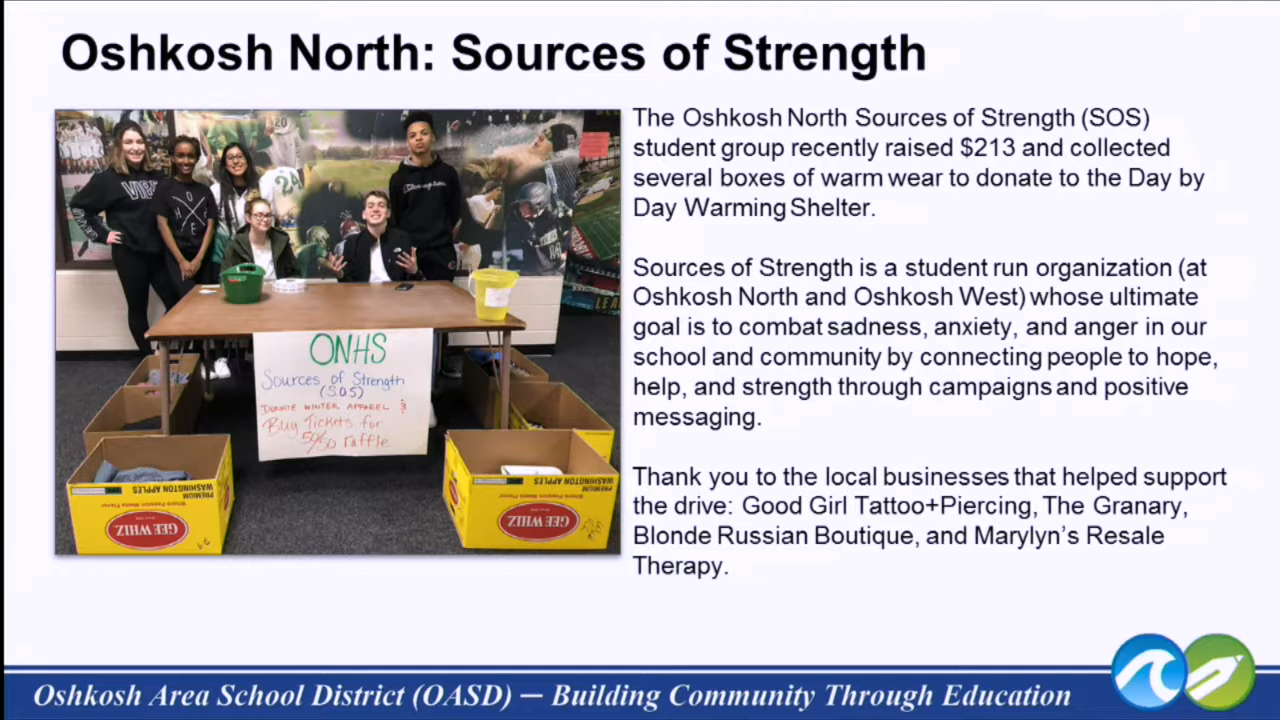 Oshkosh North: Sources of Strength
The Oshkosh North Sources of Strength (SOS)
student group recently raised $213 and collected
several boxes of warm wear to donate to the Day by
Day Warming Shelter.
Sources of Strength is a student run organization (at
Oshkosh North and Oshkosh West) whose ultimate
goal is to combat sadness, anxiety, and anger in our
school and community by connecting people to hope,
help, and strength through campaigns and positive
messaging.
Thank you to the local businesses that helped support
the drive: Good Girl Tattoo+Piercing, The Granary,
Blonde Russian Boutique, and Marylyn's Resale
Therapy.
ONHS
Sources of Strength
(S.O.S)
DONATE WINTER APPAREL &
Buy Tickets for
50/50 raffle
PREMIUM
WASHINGTON APPLES
GEE WHIZ
PREMIUM
WASHINGTON APPLES
GEE WHIZ
Oshkosh Area School District (OASD) — Building Community Through Education